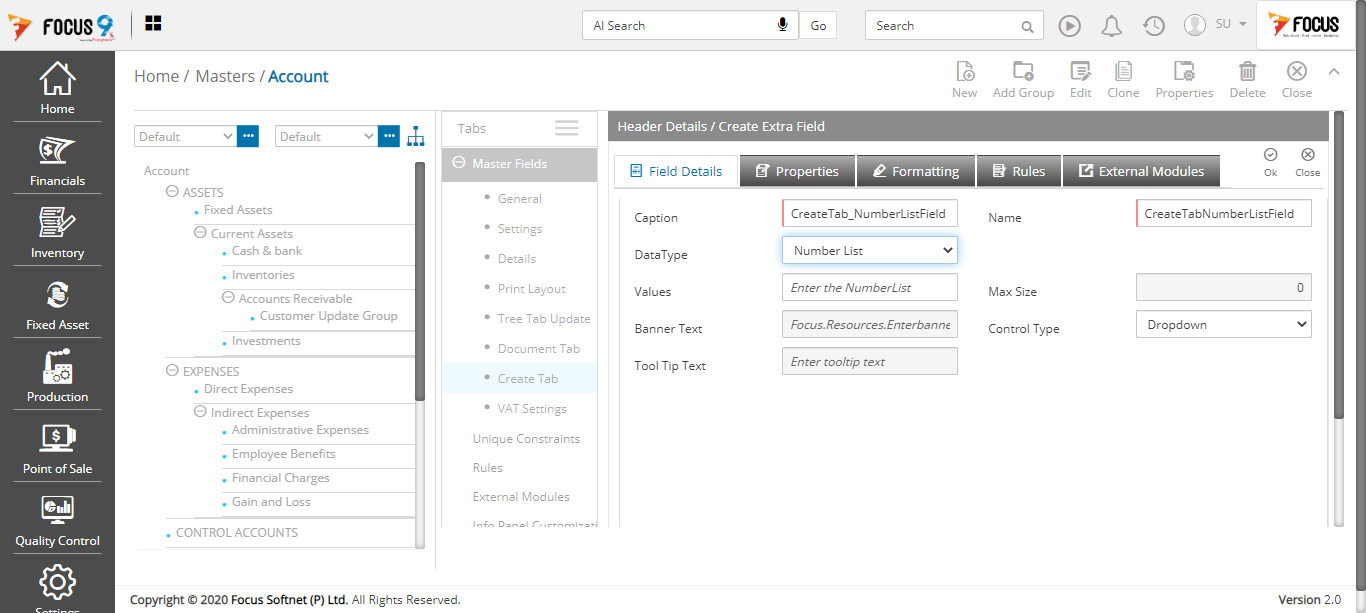 FOCUS 9
AI Search
Go
Search
SU
FOCUS
Home
Financials
Inventory
Fixed Asset
Production
Point of Sale
Quality Control
Settings
Home / Masters / Account
New
Add Group
Edit
Clone
Properties
Delete
Close
Default
Default
Account
ASSETS
Fixed Assets
Current Assets
Cash & bank
Inventories
Accounts Receivable
Customer Update Group
Investments
EXPENSES
Direct Expenses
Indirect Expenses
Administrative Expenses
Employee Benefits
Financial Charges
Gain and Loss
CONTROL ACCOUNTS
Tabs
Master Fields
General
Settings
Details
Print Layout
Tree Tab Update
Document Tab
Create Tab
VAT Settings
Unique Constraints
Rules
External Modules
Info Panel Customizati
Header Details / Create Extra Field
Field Details
Properties
Formatting
Rules
External Modules
Ok
Close
Caption
CreateTab_NumberListField
Name
CreateTabNumberListField
DataType
Number List
Values
Enter the NumberList
Max Size
0
Banner Text
Focus.Resources.Enterbanne
Control Type
Dropdown
Tool Tip Text
Enter tooltip text
Copyright © 2020 Focus Softnet (P) Ltd. All Rights Reserved.
Version 2.0